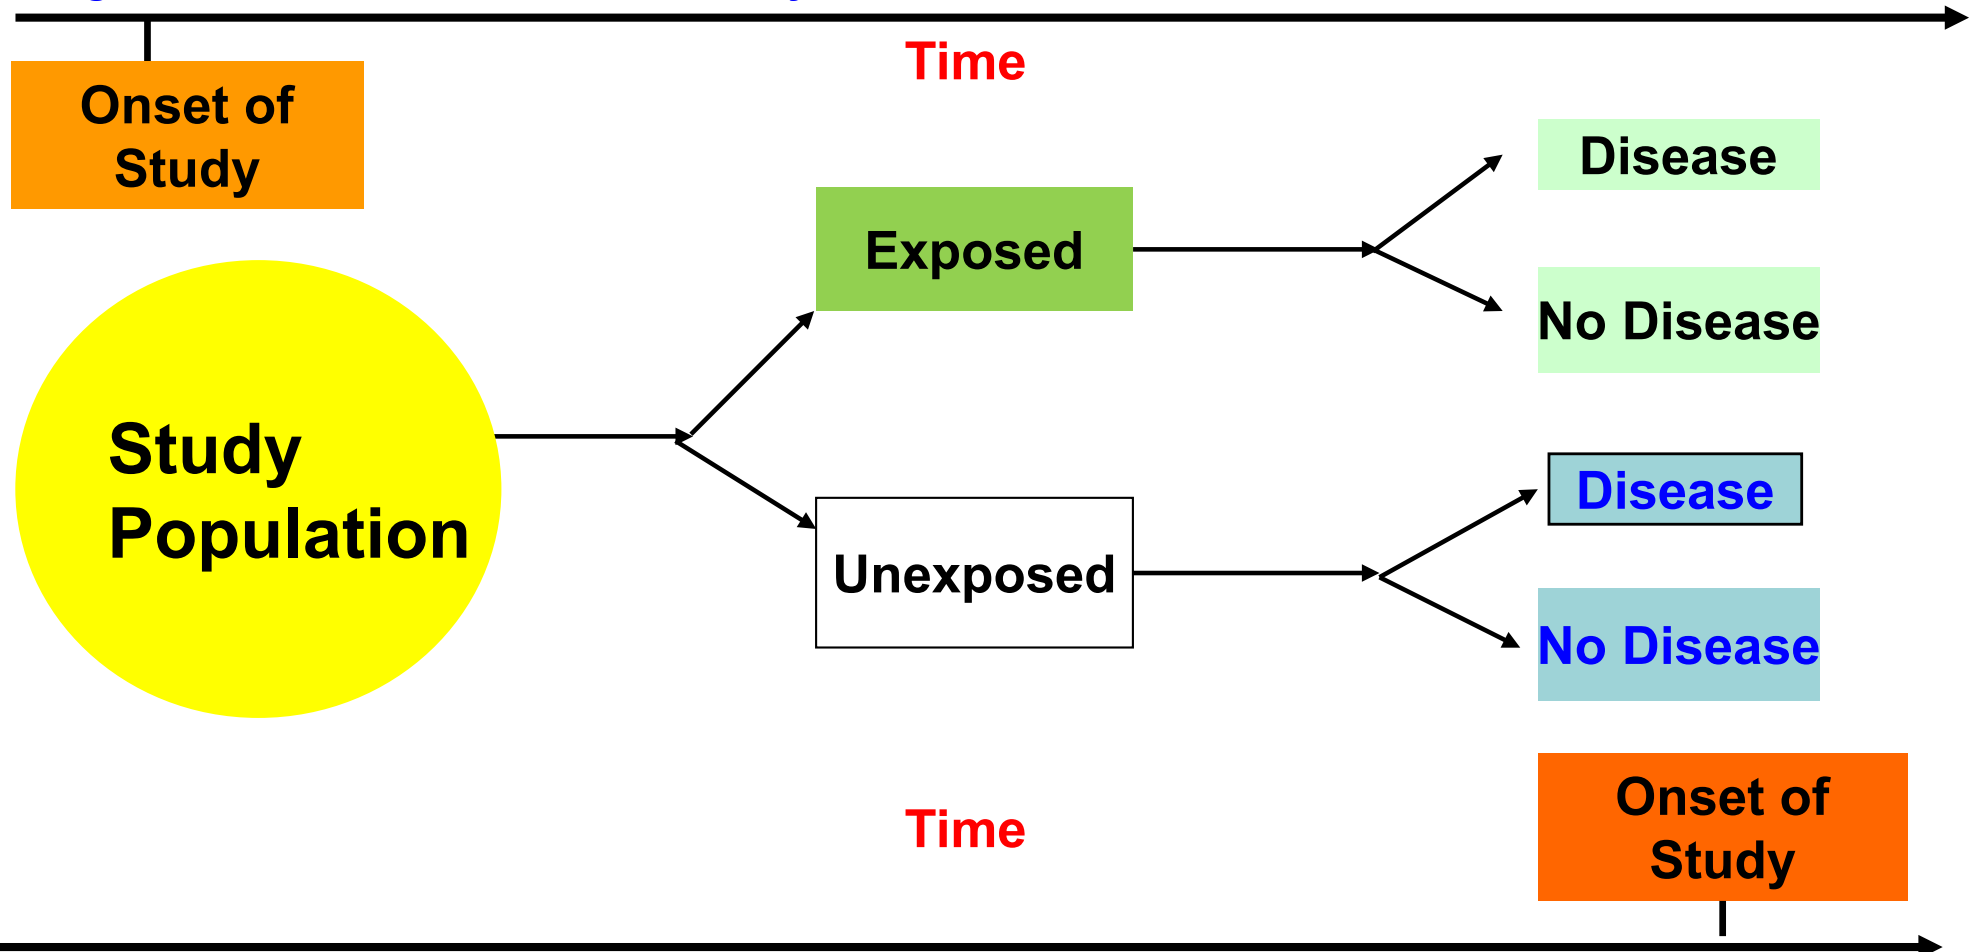 Time
Onset of
Study
Disease
Exposed
No Disease
Study
Population
Disease
Unexposed
No Disease
Onset of
Study
Time